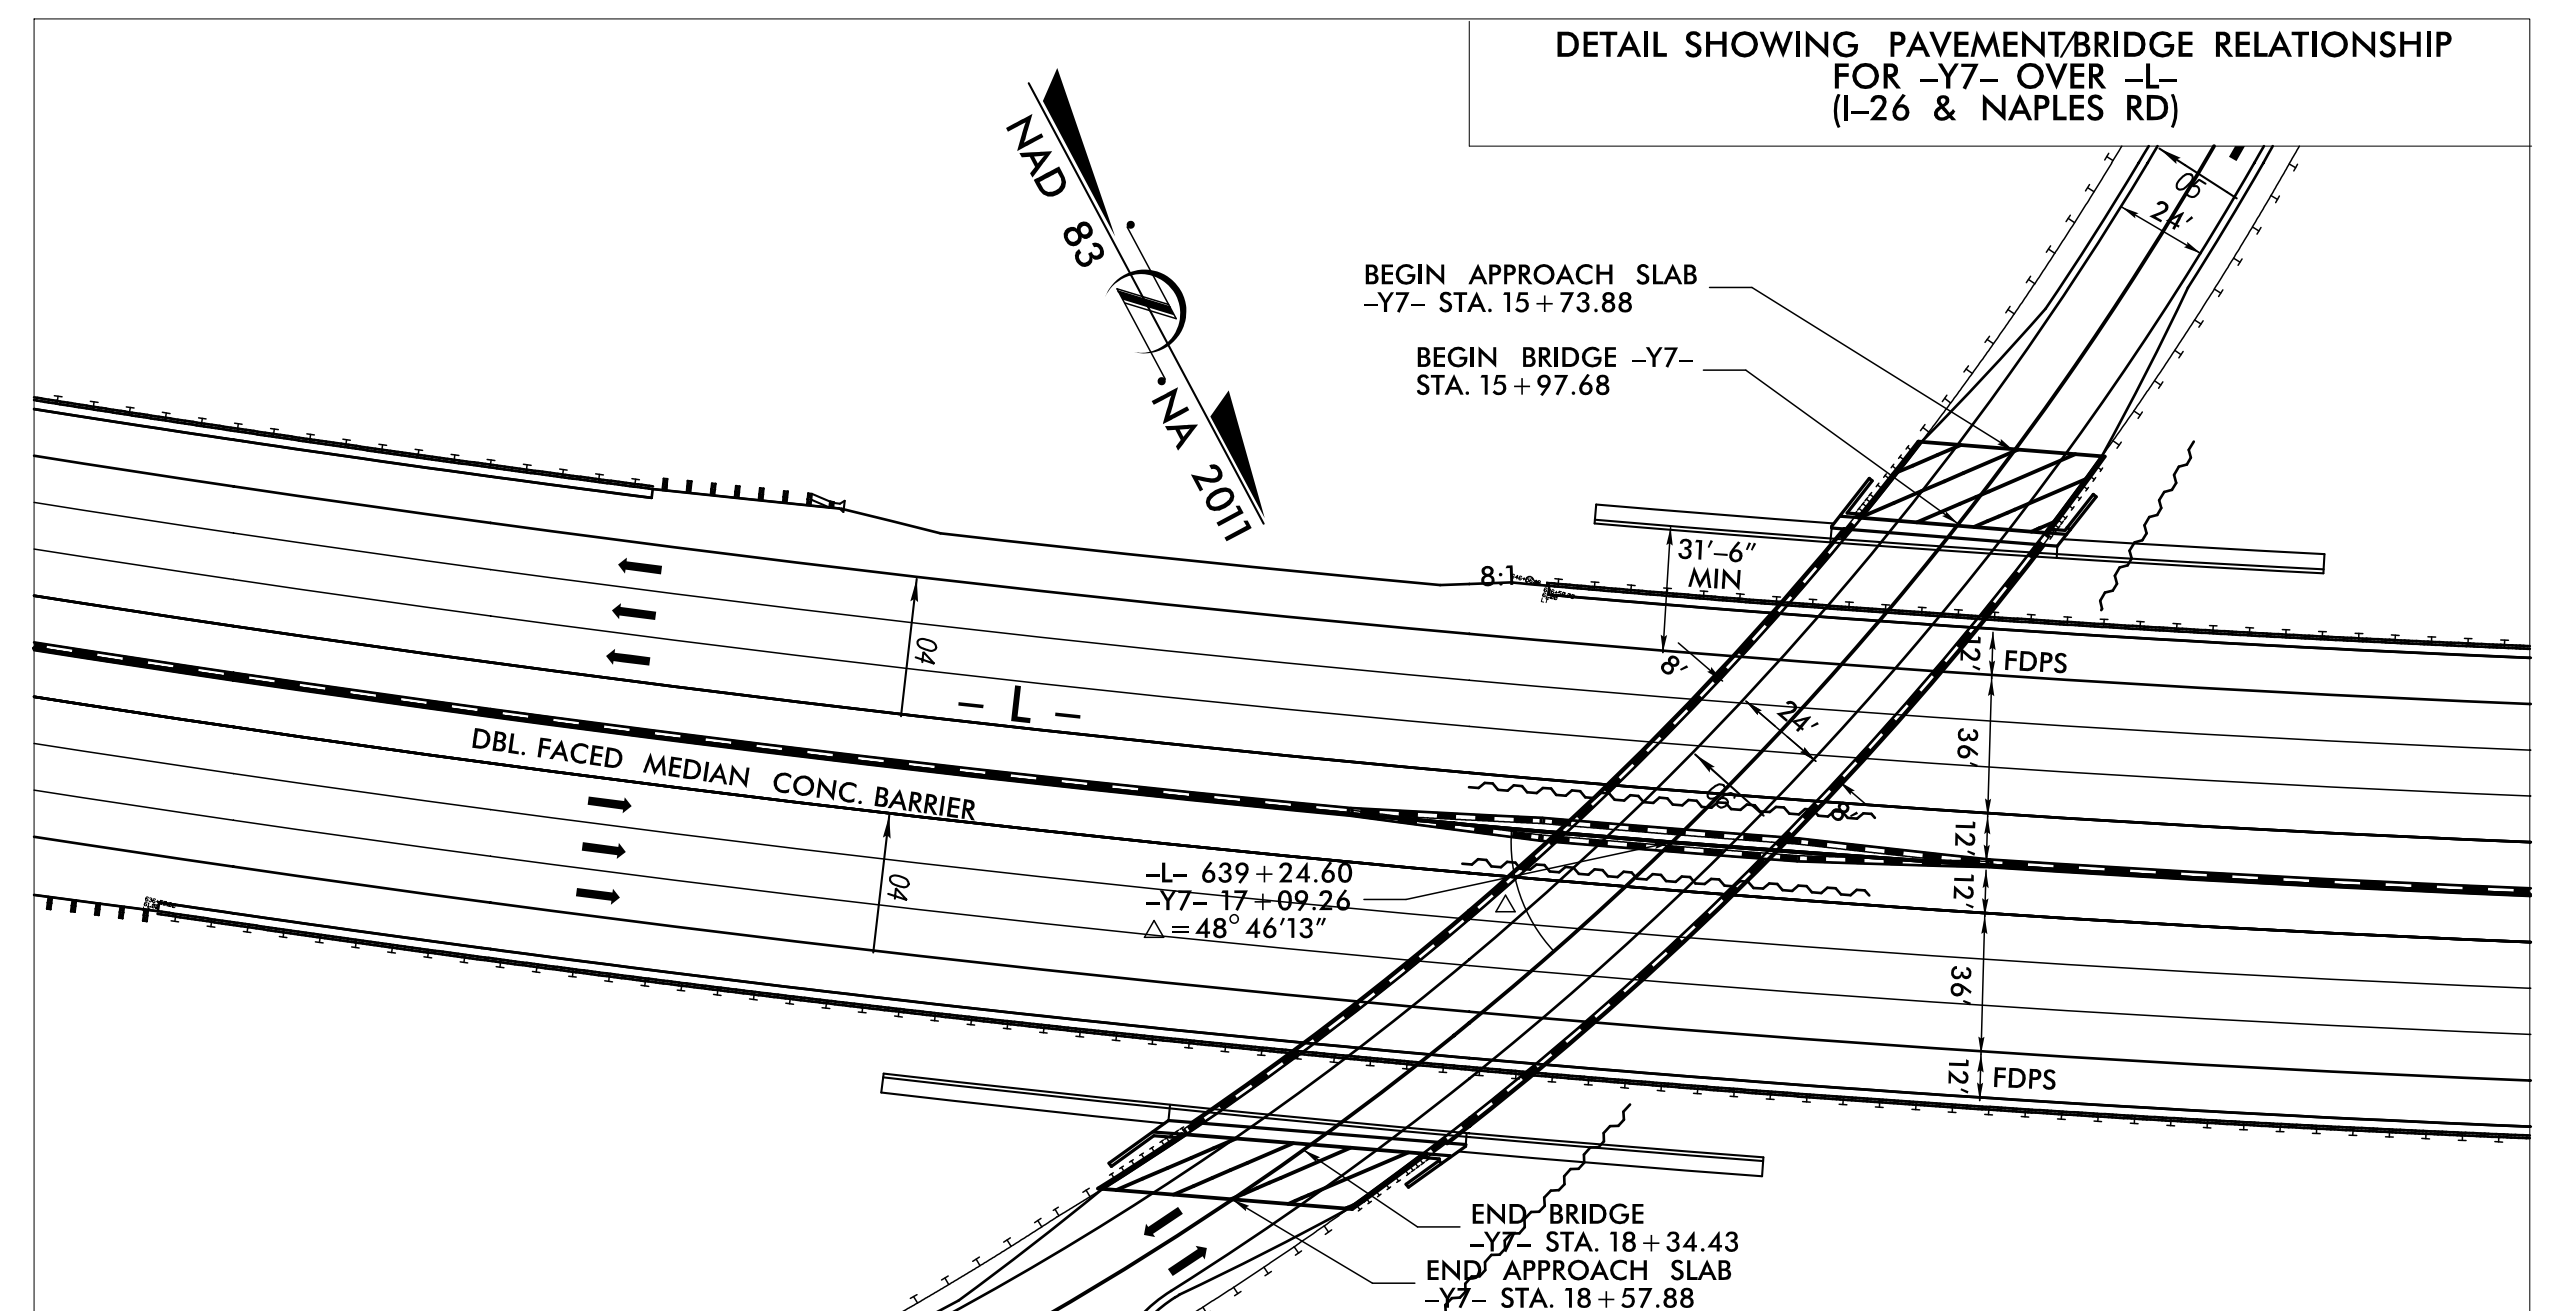 DETAIL SHOWING PAVEMENT/BRIDGE RELATIONSHIP
FOR –Y7– OVER –L–
(I–26 & NAPLES RD)
NAD 83
NA 2011
05
24'
BEGIN APPROACH SLAB
–Y7– STA. 15+73.88
BEGIN BRIDGE –Y7–
STA. 15+97.68
31'–6"
MIN
8:1
12'
FDPS
8'
04
– L –
36'
24'
DBL. FACED MEDIAN CONC. BARRIER
8'
12'
–L– 639+24.60
–Y7– 17+09.26
△=48°46'13"
△
04
12'
36'
12'
FDPS
END BRIDGE
–Y7– STA. 18+34.43
END APPROACH SLAB
–Y7– STA. 18+57.88